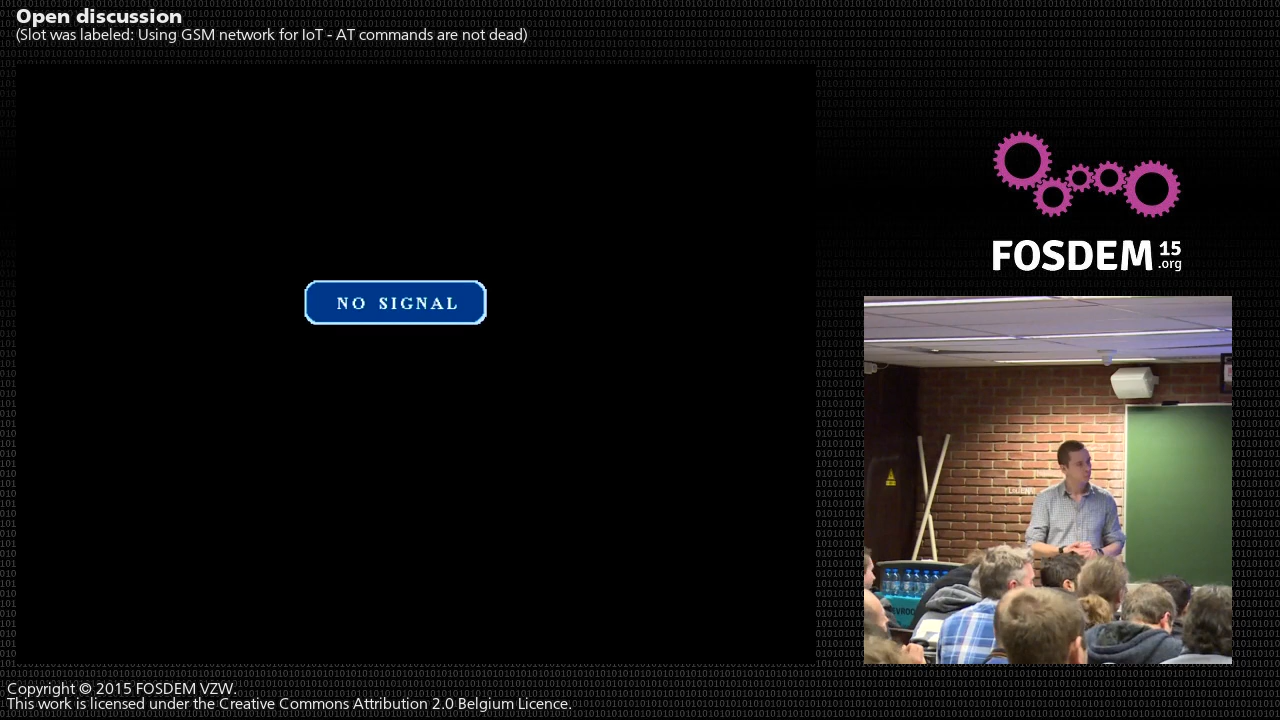 Open discussion
(Slot was labeled: Using GSM network for IoT - AT commands are not dead)
NO SIGNAL
FOSDEM 15
.org
Copyright © 2015 FOSDEM VZW.
This work is licensed under the Creative Commons Attribution 2.0 Belgium Licence.